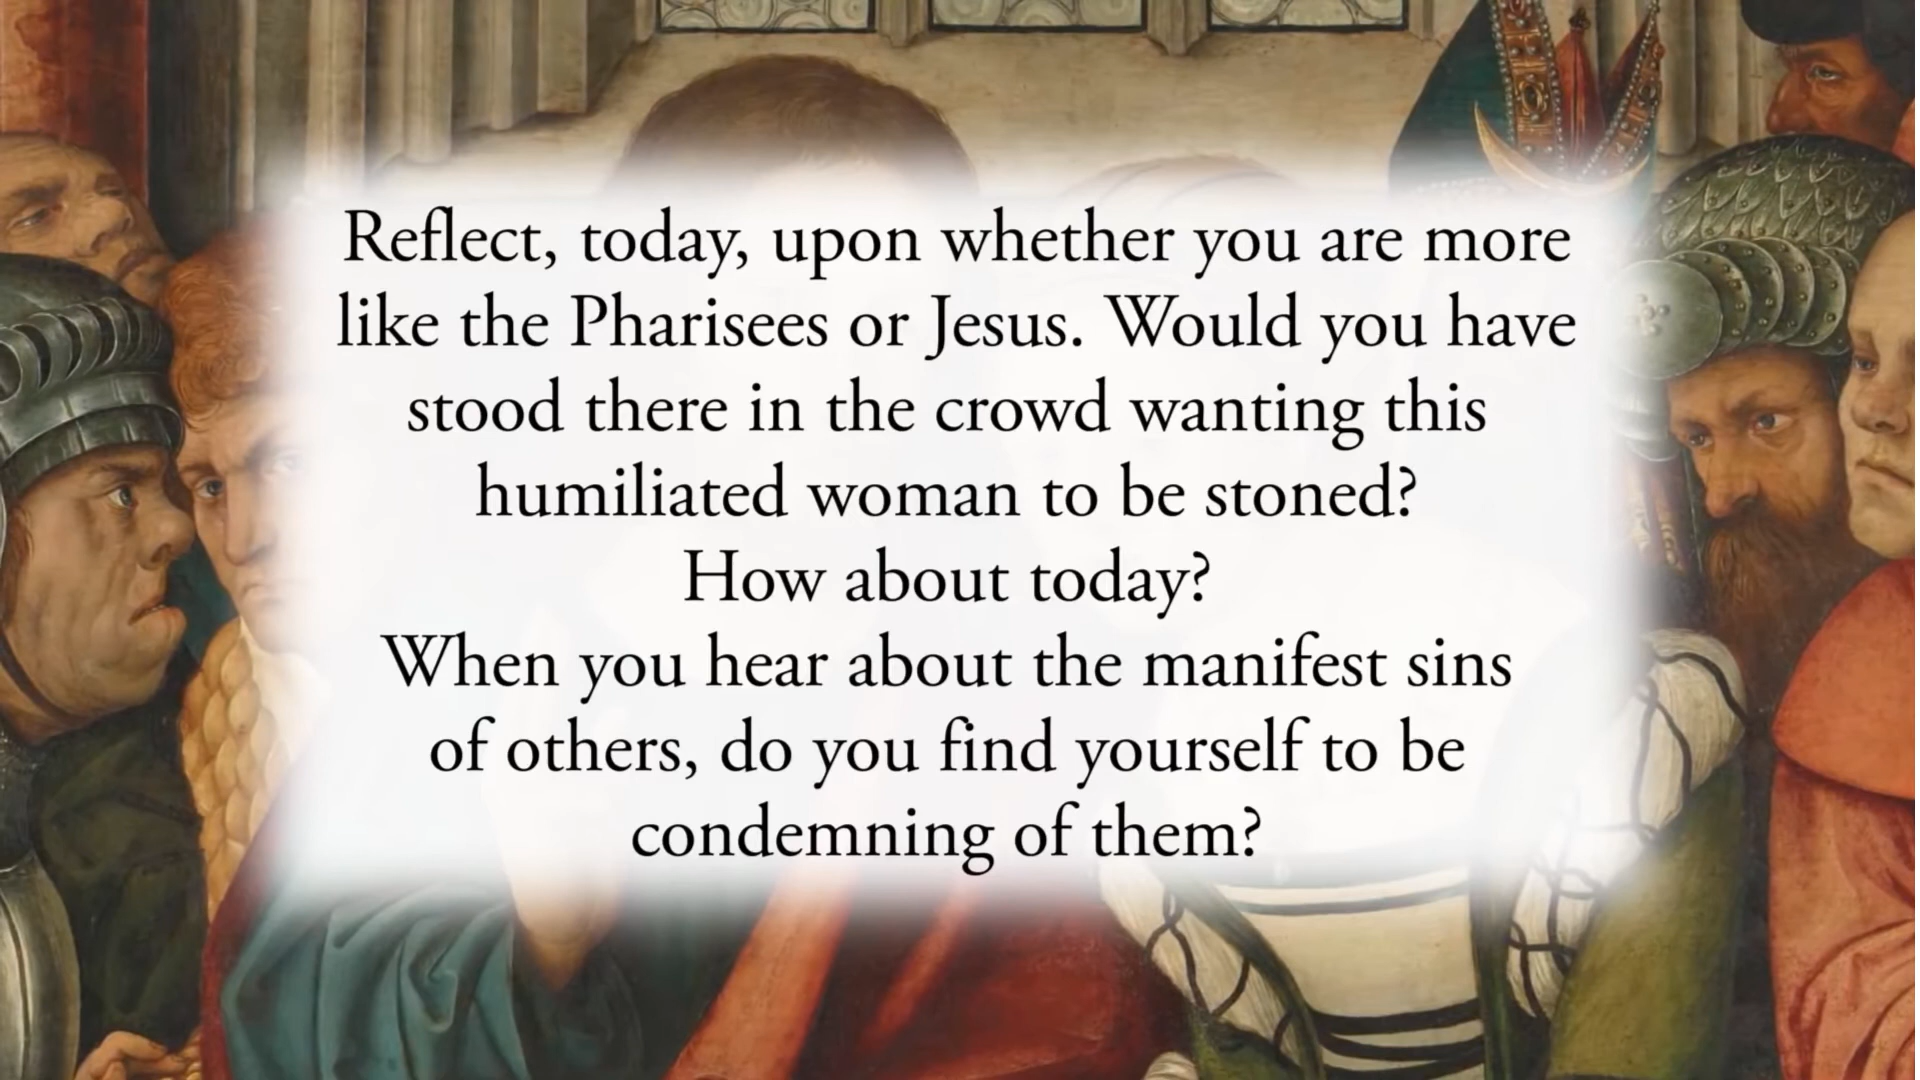 Reflect, today, upon whether you are more
like the Pharisees or Jesus. Would you have
stood there in the crowd wanting this
humiliated woman to be stoned?
How about today?
When you hear about the manifest sins
of others, do you find yourself to be
condemning of them?